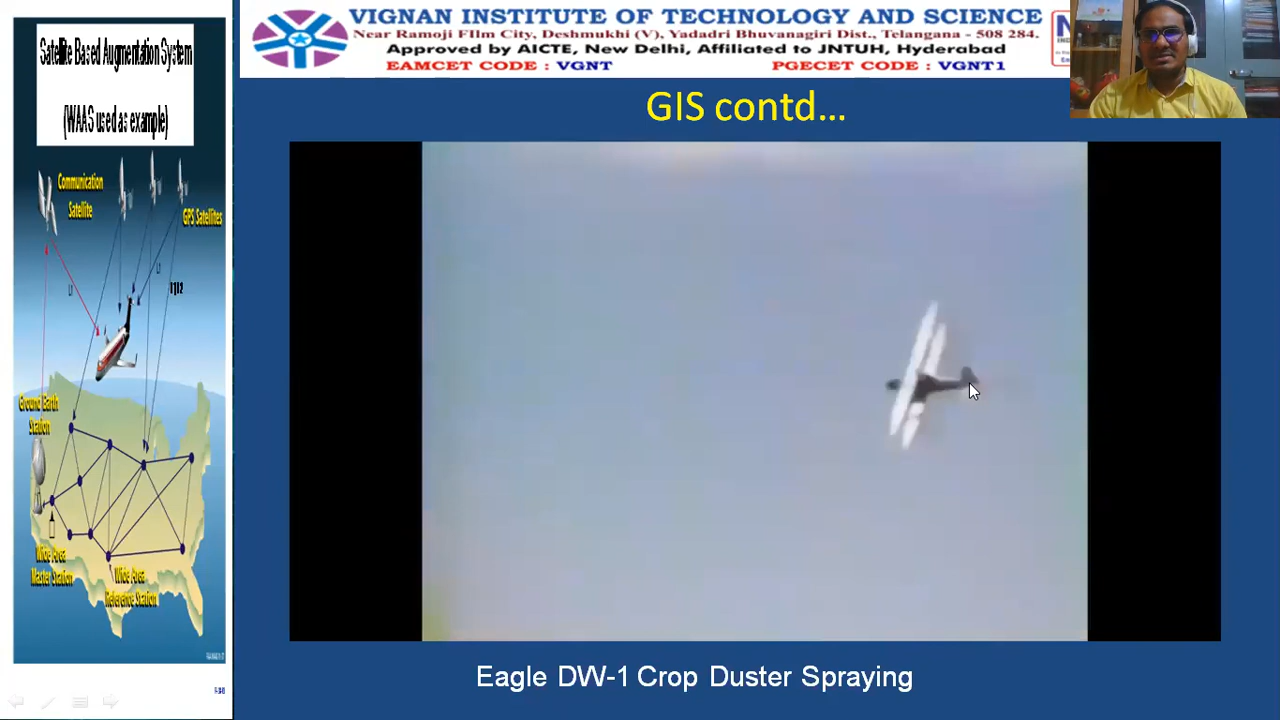 VIGNAN INSTITUTE OF TECHNOLOGY AND SCIENCE
Near Ramoji FIlm City, Deshmukhi (V), Yadadri Bhuvanagiri Dist., Telangana - 508 284.
Approved by AICTE, New Delhi, Affiliated to JNTUH, Hyderabad
EAMCET CODE : VGNT PGECET CODE : VGNT1
Satellite Based Augmentation System
(WAAS used as example)
Communication
Satellite
GPS Satellites
L1
L1
Ground Earth
Station
Wide Area
Master Station
Wide Area
Reference Station
GIS contd...
Eagle DW-1 Crop Duster Spraying